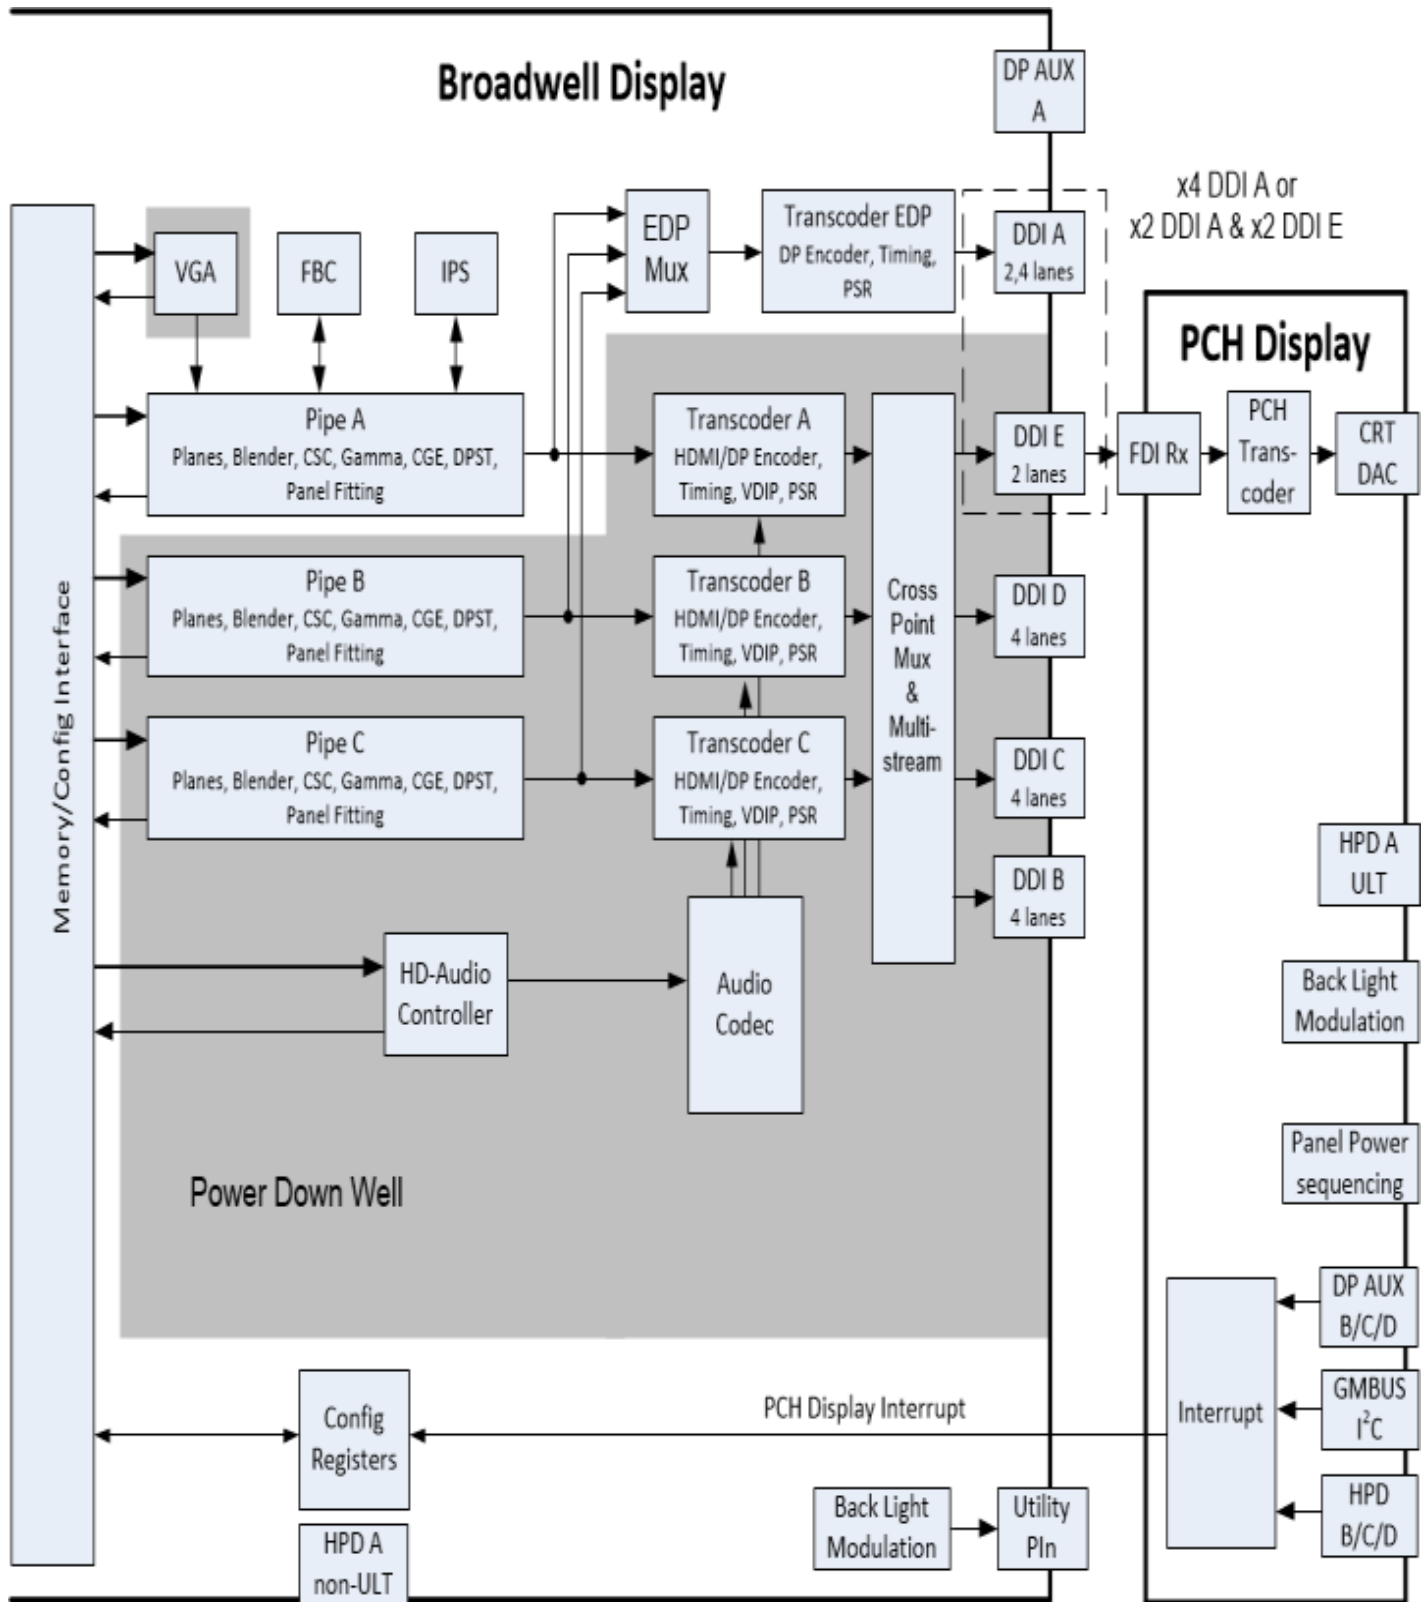 Broadwell Display
DP AUX
A
x4 DDI A or
x2 DDI A & x2 DDI E
VGA
FBC
IPS
EDP
Mux
Transcoder EDP
DP Encoder, Timing,
PSR
DDI A
2,4 lanes
PCH Display
Pipe A
Planes, Blender, CSC, Gamma, CGE, DPST,
Panel Fitting
Transcoder A
HDMI/DP Encoder,
Timing, VDIP, PSR
DDI E
2 lanes
FDI Rx
PCH
Trans-
coder
CRT
DAC
Memory/Config Interface
Pipe B
Planes, Blender, CSC, Gamma, CGE, DPST,
Panel Fitting
Transcoder B
HDMI/DP Encoder,
Timing, VDIP, PSR
Cross
Point
Mux
&
Multi-
stream
DDI D
4 lanes
Pipe C
Planes, Blender, CSC, Gamma, CGE, DPST,
Panel Fitting
Transcoder C
HDMI/DP Encoder,
Timing, VDIP, PSR
DDI C
4 lanes
DDI B
4 lanes
HPD A
ULT
HD-Audio
Controller
Audio
Codec
Back Light
Modulation
Power Down Well
Panel Power
sequencing
DP AUX
B/C/D
Config
Registers
PCH Display Interrupt
Interrupt
GMBUS
I²C
HPD A
non-ULT
Back Light
Modulation
Utility
PIn
HPD
B/C/D